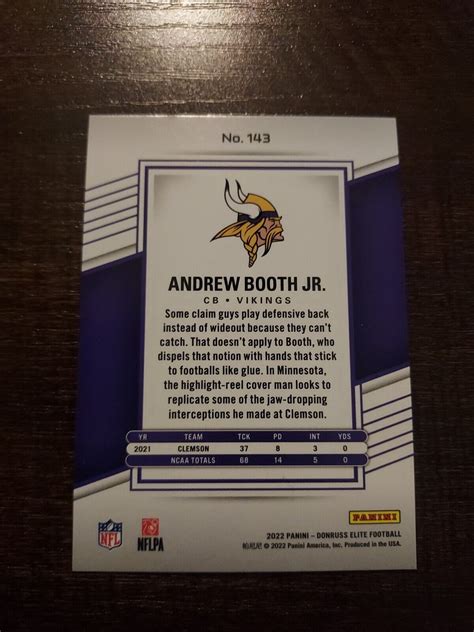 No. 143
ANDREW BOOTH JR.
CB • VIKINGS
Some claim guys play defensive back
instead of wideout because they can't
catch. That doesn't apply to Booth, who
dispels that notion with hands that stick
to footballs like glue. In Minnesota,
the highlight-reel cover man looks to
replicate some of the jaw-dropping
interceptions he made at Clemson.
YR TEAM TCK PD INT YDS
2021 CLEMSON 37 8 3 0
NCAA TOTALS 68 14 5 0
PANINI
NFL
NFLPA
2022 PANINI – DONRUSS ELITE FOOTBALL
© 2022 Panini America, Inc. Produced in the USA.